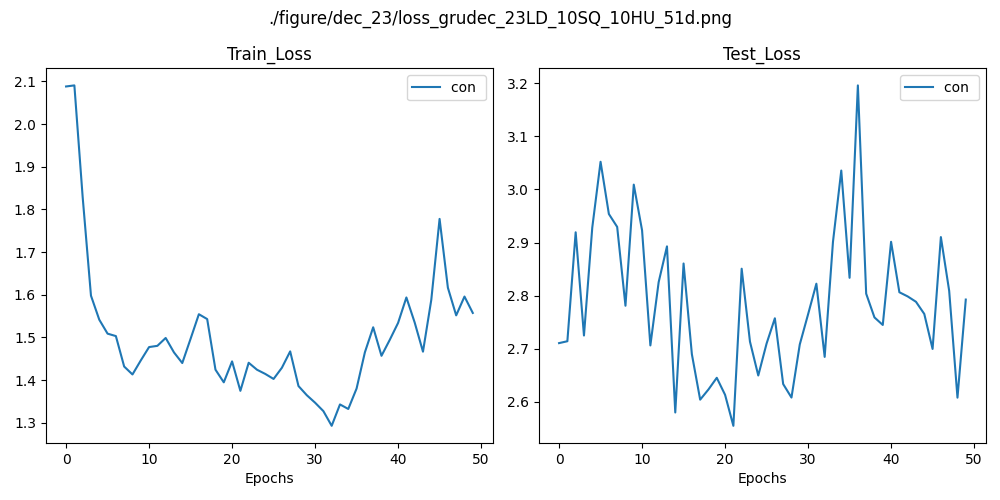 ./figure/dec_23/loss_grudec_23LD_10SQ_10HU_51d.png
Train_Loss
con
2.1
2.0
1.9
1.8
1.7
1.6
1.5
1.4
1.3
0 10 20 30 40 50
Epochs
Test_Loss
con
3.2
3.1
3.0
2.9
2.8
2.7
2.6
0 10 20 30 40 50
Epochs